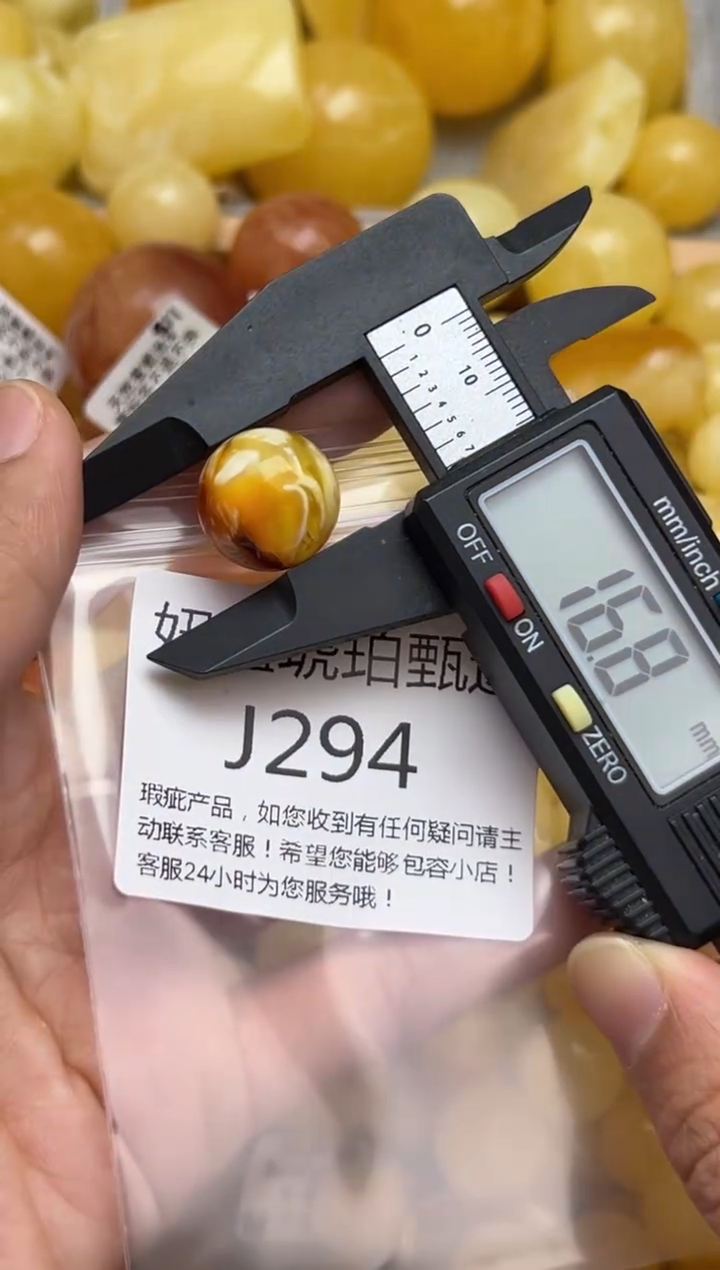 0
10
1 2 3 4 5 6 7
mm/inch
OFF
ON
16.8
mm
ZERO
琥珀甄选
J294
瑕疵产品，如您收到有任何疑问请主
动联系客服！希望您能够包容小店！
客服24小时为您服务哦！